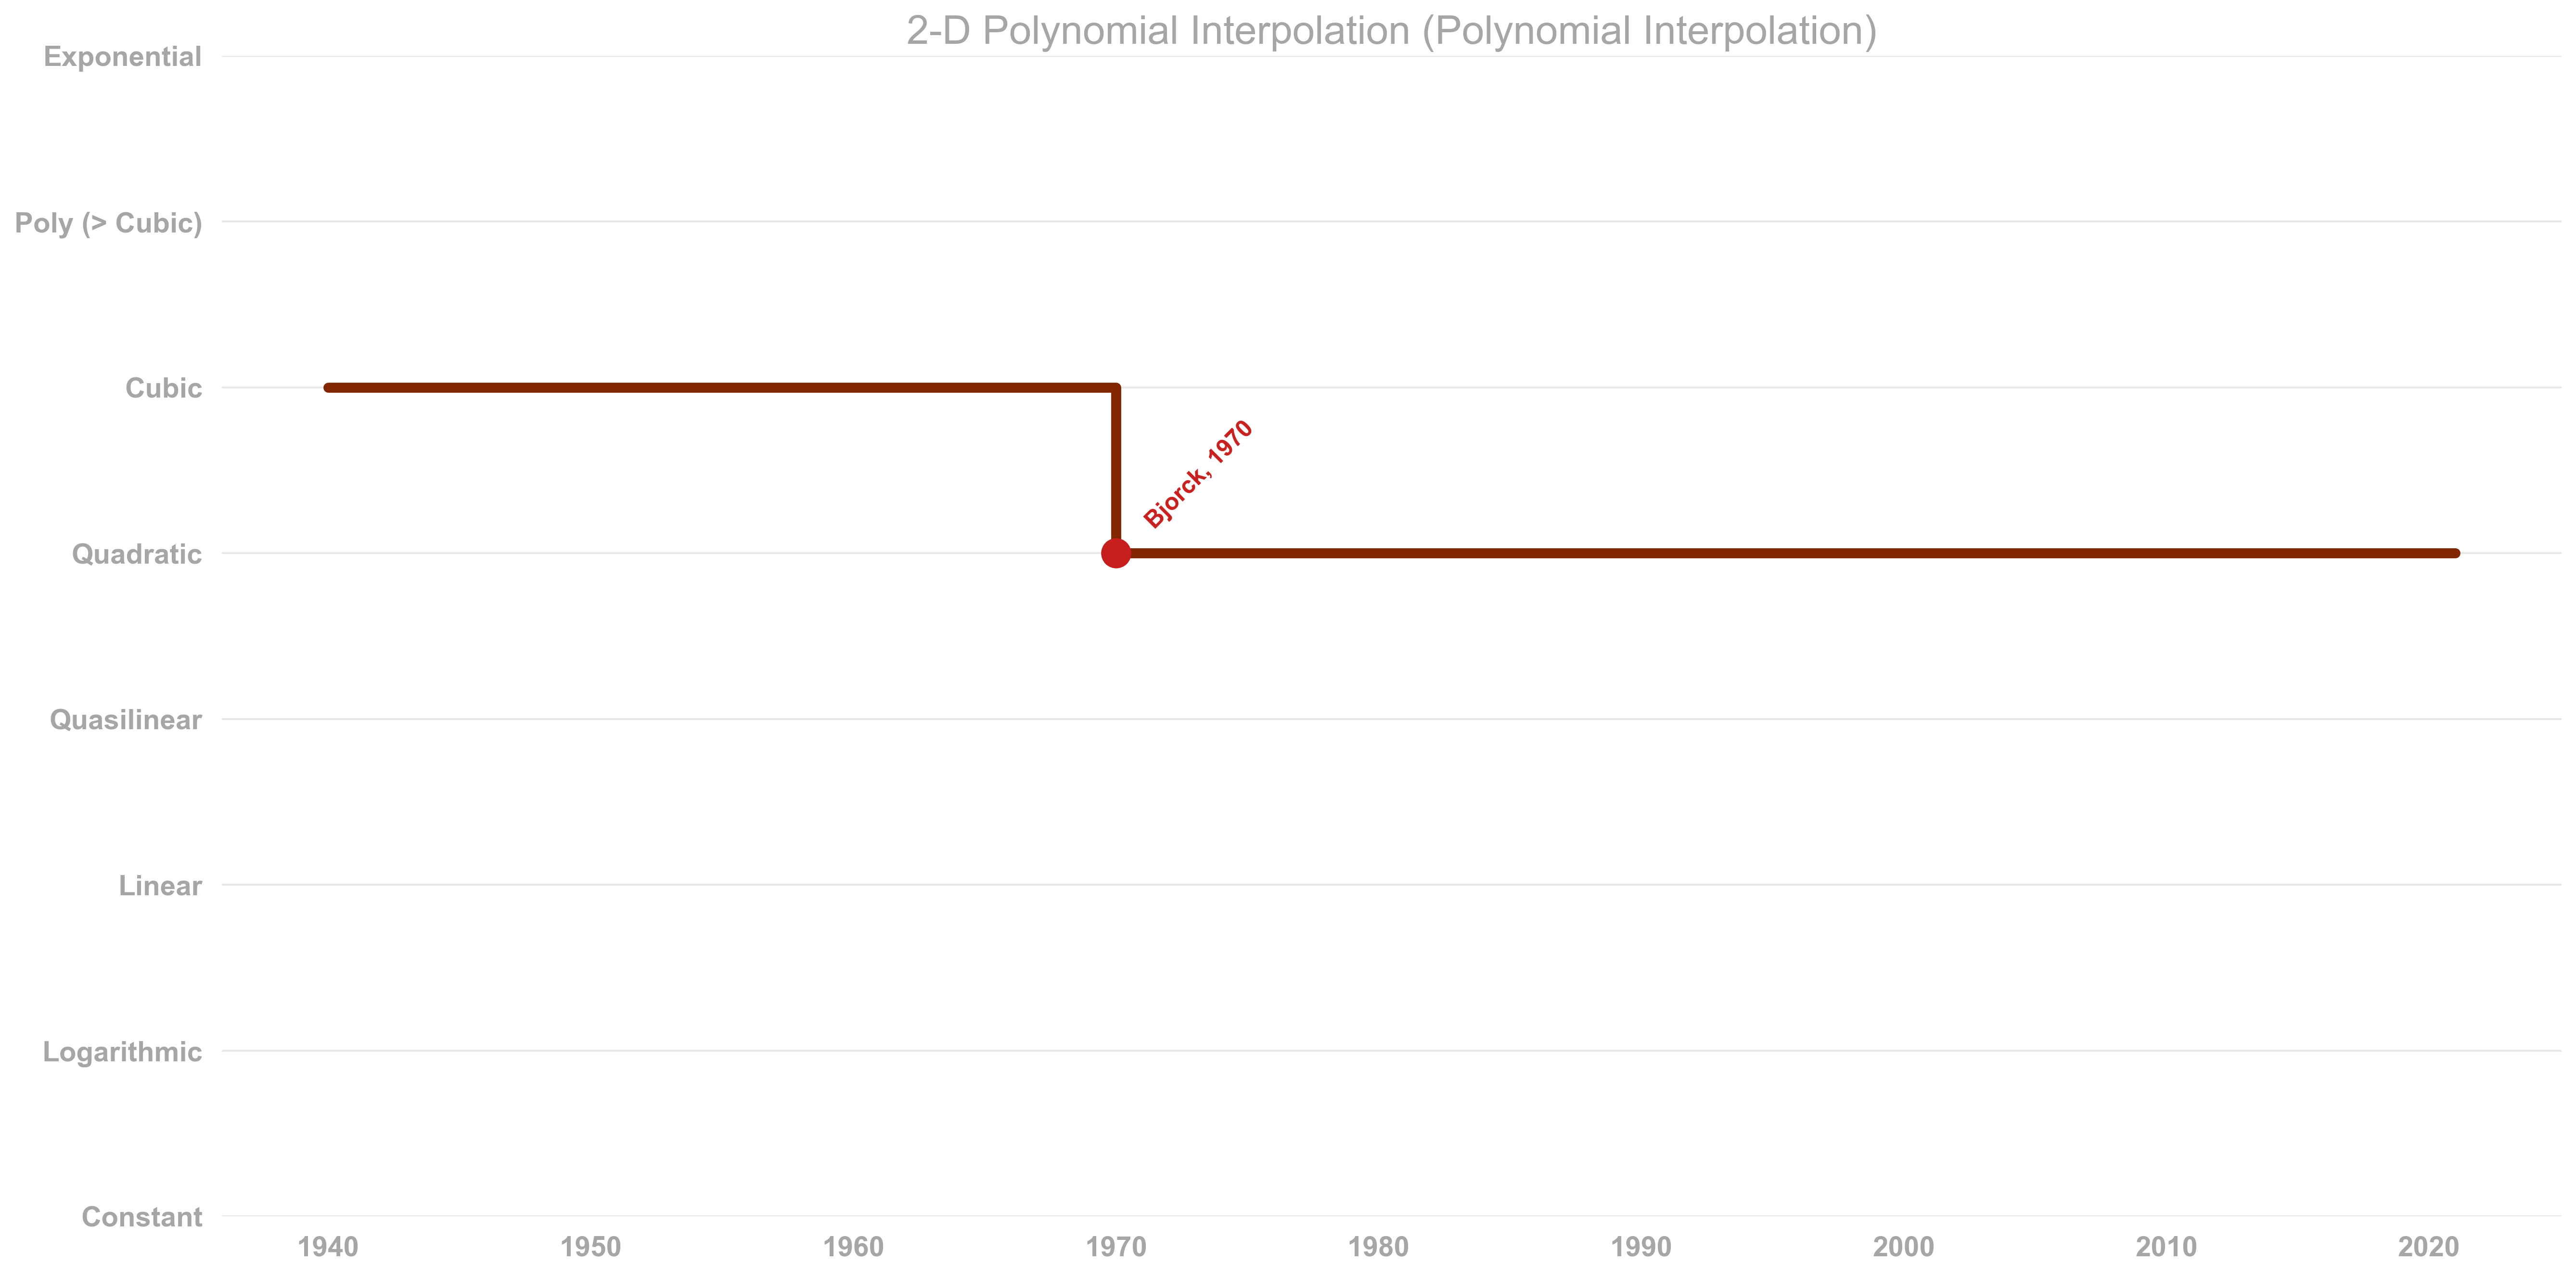 2-D Polynomial Interpolation (Polynomial Interpolation)
Exponential
Poly (> Cubic)
Cubic
Bjorck, 1970
Quadratic
Quasilinear
Linear
Logarithmic
Constant
1940 1950 1960 1970 1980 1990 2000 2010 2020